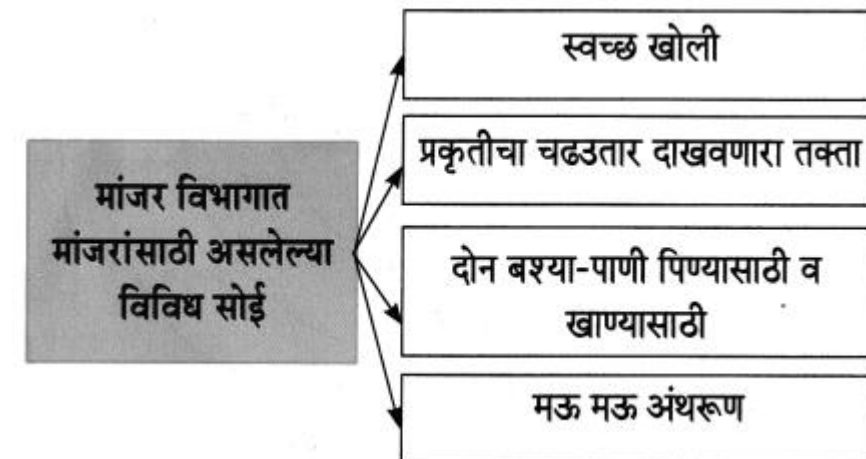 मांजर विभागात
मांजरांसाठी असलेल्या
विविध सोई
स्वच्छ खोली
प्रकृतीचा चढउतार दाखवणारा तक्ता
दोन बश्या-पाणी पिण्यासाठी व
खाण्यासाठी
मऊ मऊ अंथरूण